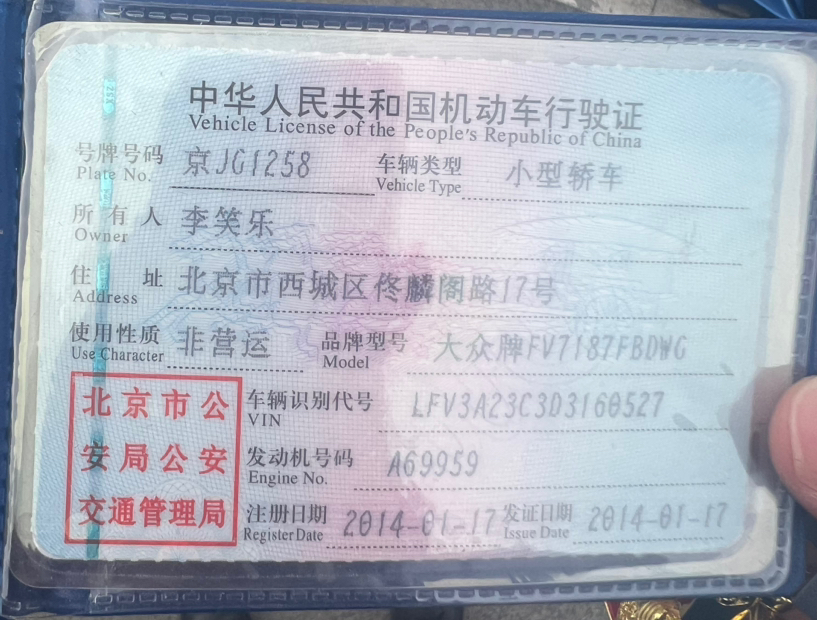 中华人民共和国机动车行驶证
Vehicle License of the People's Republic of China
号牌号码 京JG1258 车辆类型 小型轿车
Plate No. Vehicle Type
所有人 李笑乐
Owner
住址 北京市西城区佟麟阁路17号
Address
使用性质 非营运 品牌型号 大众牌FV7187FBDWG
Use Character Model
北京市公 车辆识别代号 LFV3A23C3D3160527
VIN
安局公安 发动机号码 A69959
Engine No.
交通管理局 注册日期 2014-01-17 发证日期 2014-01-17
Register Date Issue Date